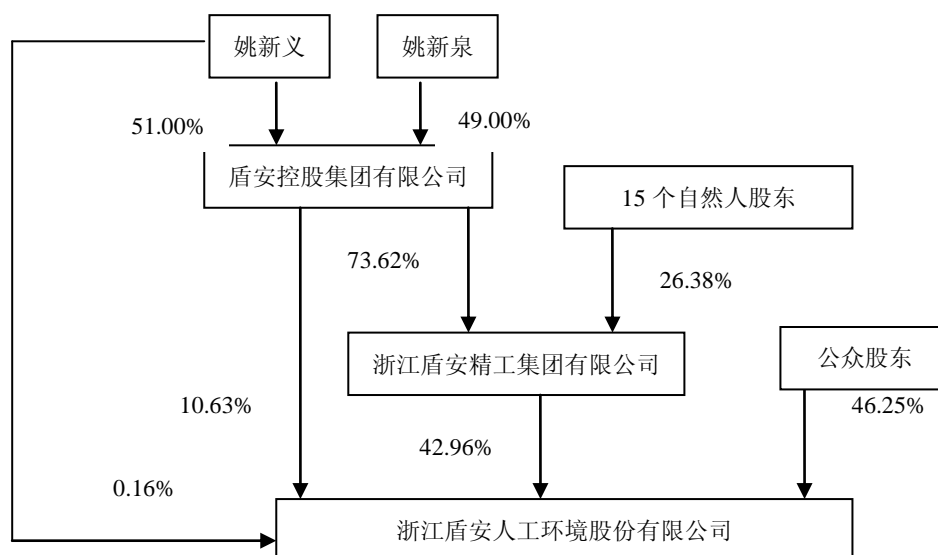 姚新义
姚新泉
51.00%
49.00%
盾安控股集团有限公司
15 个自然人股东
73.62%
26.38%
浙江盾安精工集团有限公司
公众股东
10.63%
42.96%
46.25%
0.16%
浙江盾安人工环境股份有限公司